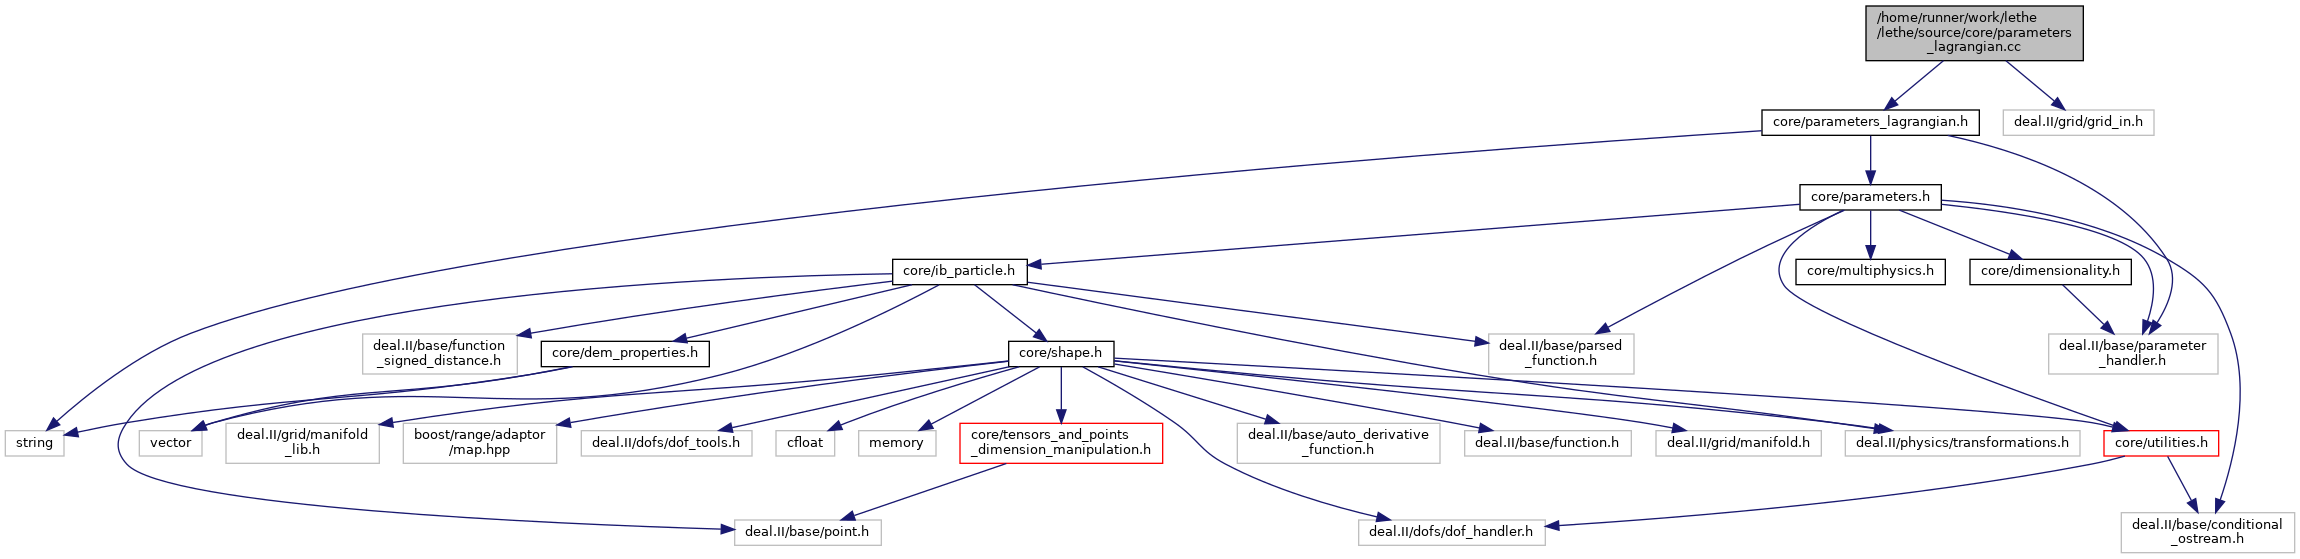 /home/runner/work/lethe
/lethe/source/core/parameters
_lagrangian.cc
core/parameters_lagrangian.h
deal.II/grid/grid_in.h
core/parameters.h
core/ib_particle.h
core/multiphysics.h
core/dimensionality.h
deal.II/base/function
_signed_distance.h
core/dem_properties.h
core/shape.h
deal.II/base/parsed
_function.h
deal.II/base/parameter
_handler.h
string
vector
deal.II/grid/manifold
_lib.h
boost/range/adaptor
/map.hpp
deal.II/dofs/dof_tools.h
cfloat
memory
core/tensors_and_points
_dimension_manipulation.h
deal.II/base/auto_derivative
_function.h
deal.II/base/function.h
deal.II/grid/manifold.h
deal.II/physics/transformations.h
core/utilities.h
deal.II/base/point.h
deal.II/dofs/dof_handler.h
deal.II/base/conditional
_ostream.h